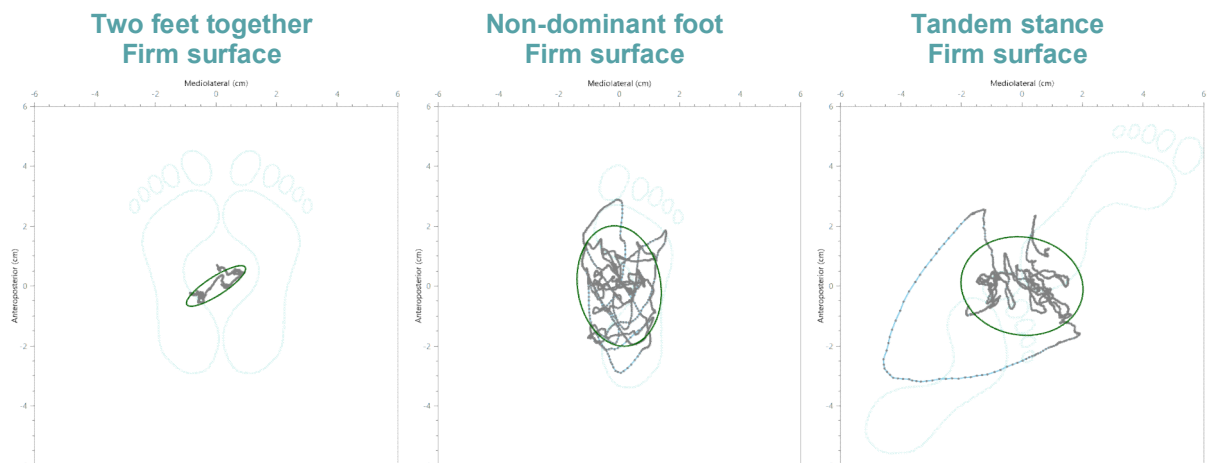 Two feet together
Firm surface
Mediolateral (cm)
-6 -4 -2 0 2 4 6
6
4
2
0
-2
-4
Anteroposterior (cm)
Non-dominant foot
Firm surface
Mediolateral (cm)
-6 -4 -2 0 2 4 6
6
4
2
0
-2
-4
Anteroposterior (cm)
Tandem stance
Firm surface
Mediolateral (cm)
-6 -4 -2 0 2 4 6
6
4
2
0
-2
-4
Anteroposterior (cm)